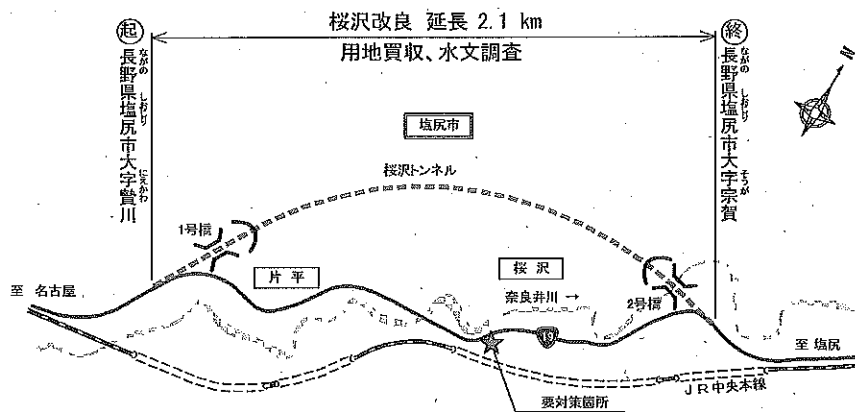 桜沢改良 延長 2.1 km
用地買収、水文調査
起
長野県塩尻市大字贄川
ながの
しおじり
にえかわ
終
長野県塩尻市大字宗賀
ながの
しおじり
そうが
N
塩尻市
桜沢トンネル
1号橋
片平
桜沢
奈良井川 →
2号橋
至 名古屋
19
至 塩尻
JR中央本線
要対策箇所